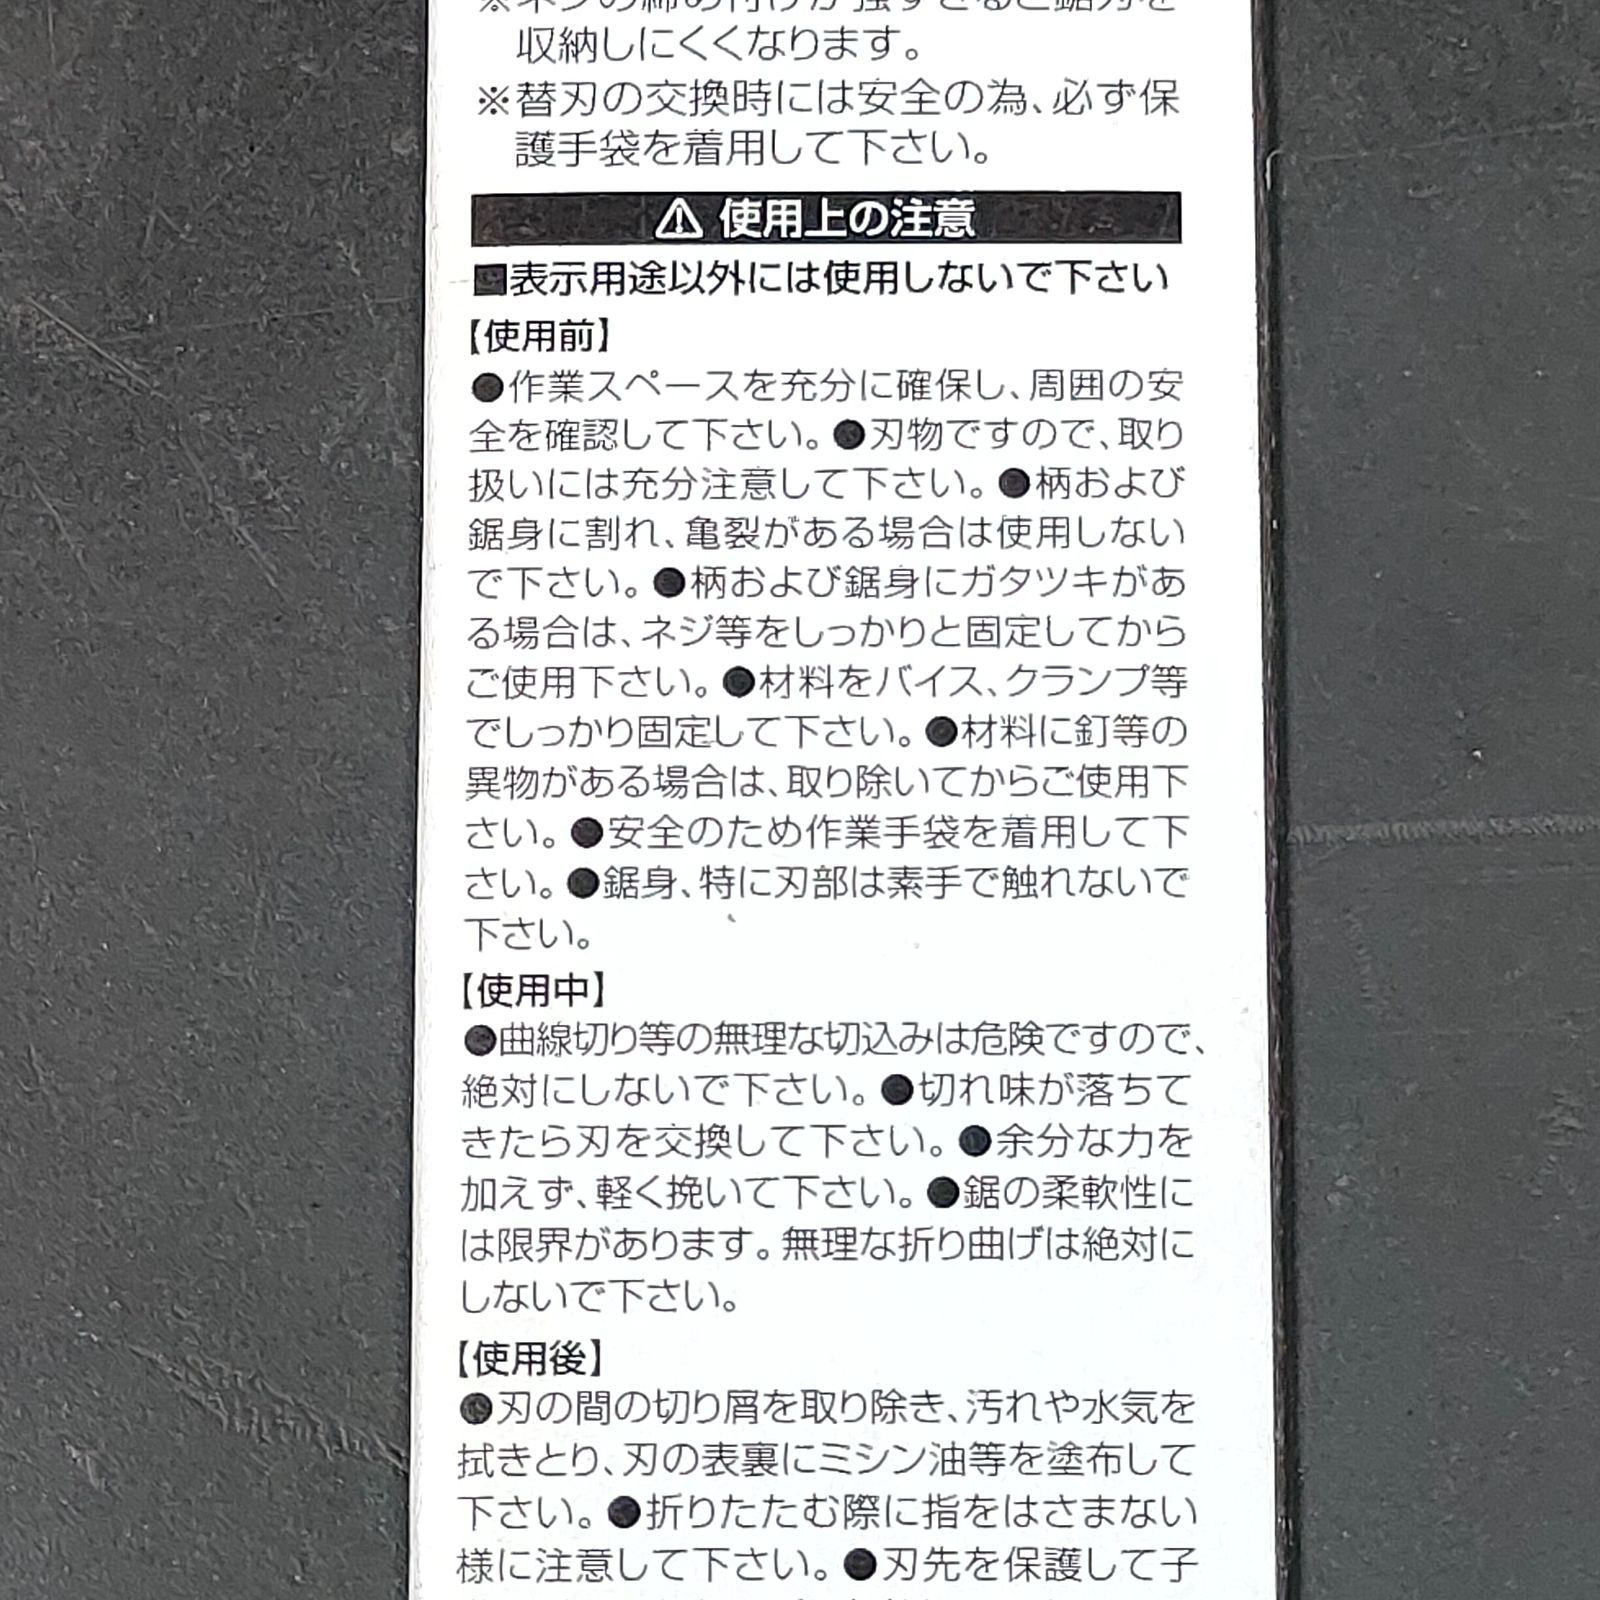 ※ネジの締め付けが強すぎると鋸刃を
収納しにくくなります。
※替刃の交換時には安全の為、必ず保
護手袋を着用して下さい。
⚠使用上の注意
■表示用途以外には使用しないで下さい
【使用前】
●作業スペースを充分に確保し、周囲の安
全を確認して下さい。●刃物ですので、取り
扱いには充分注意して下さい。●柄および
鋸身に割れ、亀裂がある場合は使用しない
で下さい。●柄および鋸身にガタツキがあ
る場合は、ネジ等をしっかりと固定してから
ご使用下さい。●材料をバイス、クランプ等
でしっかり固定して下さい。●材料に釘等の
異物がある場合は、取り除いてからご使用下
さい。●安全のため作業手袋を着用して下
さい。●鋸身、特に刃部は素手で触れないで
下さい。
【使用中】
●曲線切り等の無理な切込みは危険ですので、
絶対にしないで下さい。●切れ味が落ちて
きたら刃を交換して下さい。●余分な力を
加えず、軽く挽いて下さい。●鋸の柔軟性に
は限界があります。無理な折り曲げは絶対に
しないで下さい。
【使用後】
●刃の間の切り屑を取り除き、汚れや水気を
拭きとり、刃の表裏にミシン油等を塗布して
下さい。●折りたたむ際に指をはさまない
様に注意して下さい。●刃先を保護して子